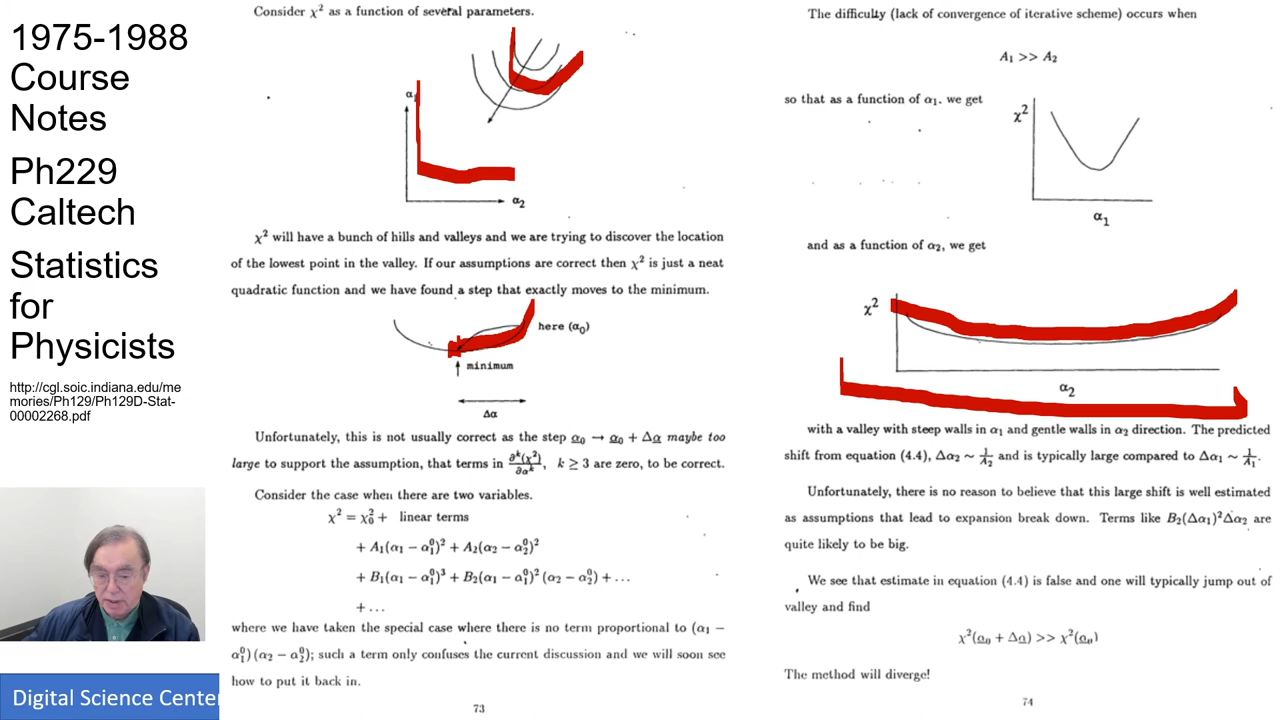 1975-1988
Course
Notes
Ph229
Caltech
Statistics
for
Physicists
http://cgl.soic.indiana.edu/me
mories/Ph129/Ph129D-Stat-
00002268.pdf
Digital Science Center
Consider χ² as a function of several parameters.
α₁
α₂
χ² will have a bunch of hills and valleys and we are trying to discover the location
of the lowest point in the valley. If our assumptions are correct then χ² is just a neat
quadratic function and we have found a step that exactly moves to the minimum.
here (α₀)
minimum
Δα
Unfortunately, this is not usually correct as the step α₀ → α₀ + Δα maybe too
large to support the assumption, that terms in ∂ᵏ(χ²)/∂αᵏ, k ≥ 3 are zero, to be correct.
Consider the case when there are two variables.
χ² = χ₀² + linear terms
+ A₁(α₁ − α₁⁰)² + A₂(α₂ − α₂⁰)²
+ B₁(α₁ − α₁⁰)³ + B₂(α₁ − α₁⁰)² (α₂ − α₂⁰) + ...
+ ...
where we have taken the special case where there is no term proportional to (α₁ −
α₁⁰)(α₂ − α₂⁰); such a term only confuses the current discussion and we will soon see
how to put it back in.
73
The difficulty (lack of convergence of iterative scheme) occurs when
A₁ >> A₂
so that as a function of α₁. we get
χ²
α₁
and as a function of α₂, we get
χ²
α₂
with a valley with steep walls in α₁ and gentle walls in α₂ direction. The predicted
shift from equation (4.4), Δα₂ ∼ 1/A₂ and is typically large compared to Δα₁ ∼ 1/A₁.
Unfortunately, there is no reason to believe that this large shift is well estimated
as assumptions that lead to expansion break down. Terms like B₂(Δα₁)²Δα₂ are
quite likely to be big.
We see that estimate in equation (4.4) is false and one will typically jump out of
valley and find
χ²(α₀ + Δα) >> χ²(α₀)
The method will diverge!
74